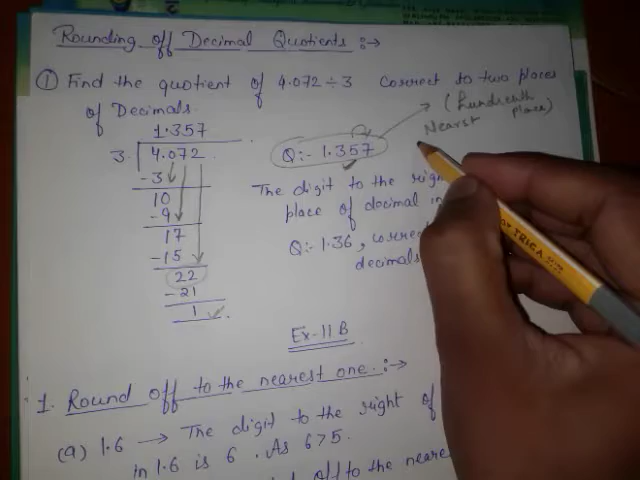 Rounding off Decimal Quotients :→
① Find the quotient of 4.072 ÷ 3 Correct to two places
of Decimals.
1.357
3. 4.072
-3
10
-9
17
-15
22
-21
1
Q:- 1.357
(hundredth
Nearst place)
The digit to the
place of decimal
Q:- 1.36,
decimals
Ex-11 B
1. Round off to the nearest one. :→
(a) 1.6 → The digit to the right of
in 1.6 is 6. As 6>5.
off to the